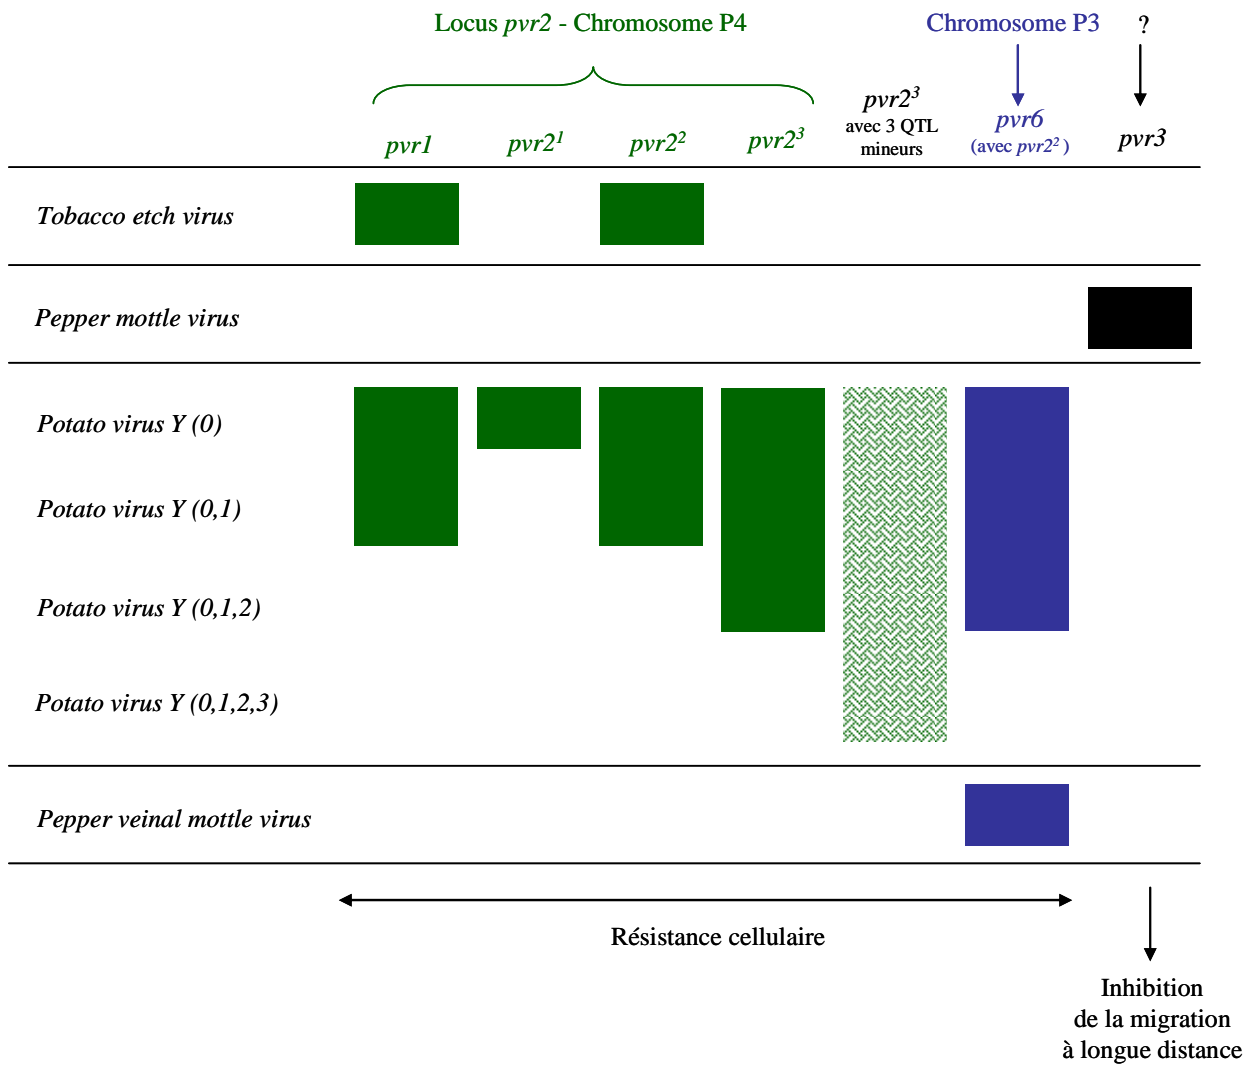 Locus pvr2 - Chromosome P4
Chromosome P3
?
pvr1
pvr2¹
pvr2²
pvr2³
pvr2³
avec 3 QTL
mineurs
pvr6
(avec pvr2²)
pvr3
Tobacco etch virus
Pepper mottle virus
Potato virus Y (0)
Potato virus Y (0,1)
Potato virus Y (0,1,2)
Potato virus Y (0,1,2,3)
Pepper veinal mottle virus
Résistance cellulaire
Inhibition
de la migration
à longue distance